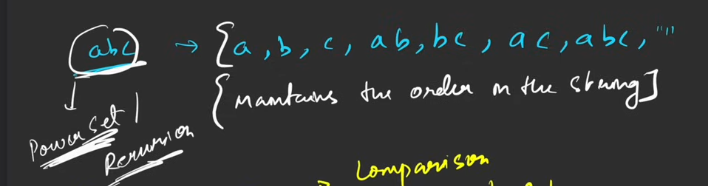 abc → { a , b , c , ab , bc , ac , abc , ""
{ Maintains the order in the string }
Power set |
Recursion
Comparison